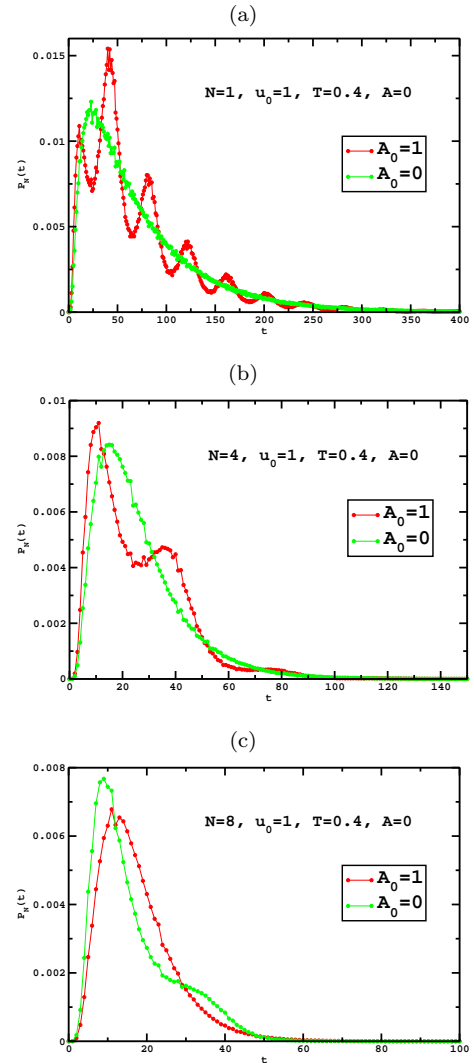 (a)
0.015
N=1, u0=1, T=0.4, A=0
A0=1
A0=0
0.01
PN(t)
0.005
0
0 50 100 150 200 250 300 350 400
t
(b)
0.01
N=4, u0=1, T=0.4, A=0
0.008
A0=1
A0=0
0.006
PN(t)
0.004
0.002
0
0 20 40 60 80 100 120 140
t
(c)
0.008
N=8, u0=1, T=0.4, A=0
0.006
A0=1
A0=0
PN(t)
0.004
0.002
0
0 20 40 60 80 100
t